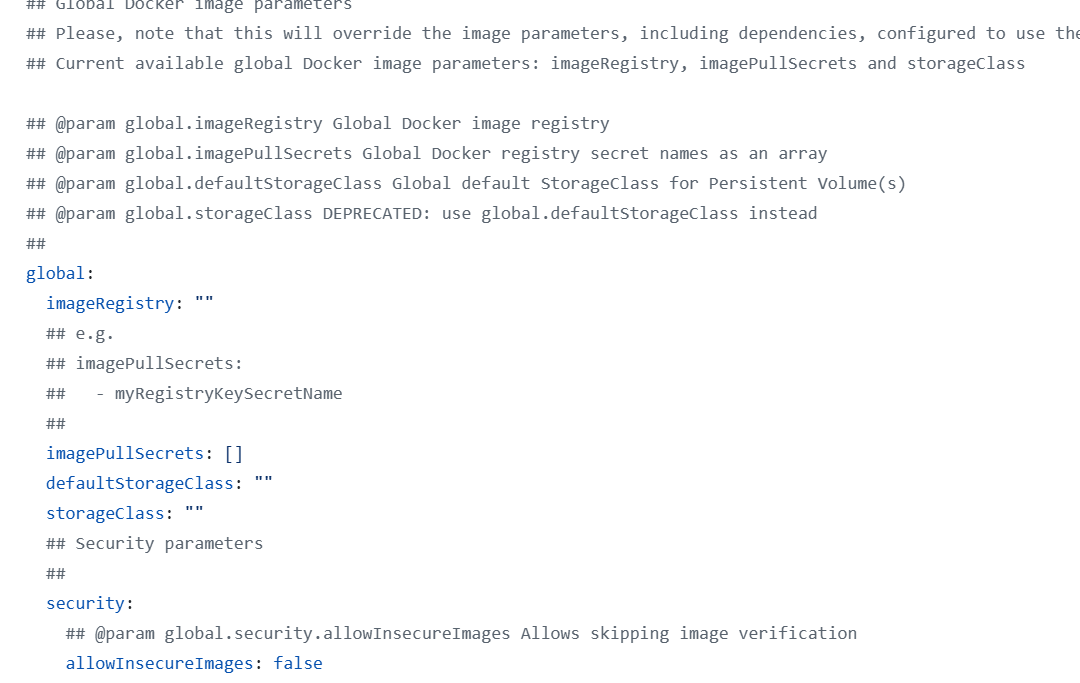 ## Global Docker image parameters
## Please, note that this will override the image parameters, including dependencies, configured to use the
## Current available global Docker image parameters: imageRegistry, imagePullSecrets and storageClass
## @param global.imageRegistry Global Docker image registry
## @param global.imagePullSecrets Global Docker registry secret names as an array
## @param global.defaultStorageClass Global default StorageClass for Persistent Volume(s)
## @param global.storageClass DEPRECATED: use global.defaultStorageClass instead
##
global:
  imageRegistry: ""
  ## e.g.
  ## imagePullSecrets:
  ##   - myRegistryKeySecretName
  ##
  imagePullSecrets: []
  defaultStorageClass: ""
  storageClass: ""
  ## Security parameters
  ##
  security:
    ## @param global.security.allowInsecureImages Allows skipping image verification
    allowInsecureImages: false